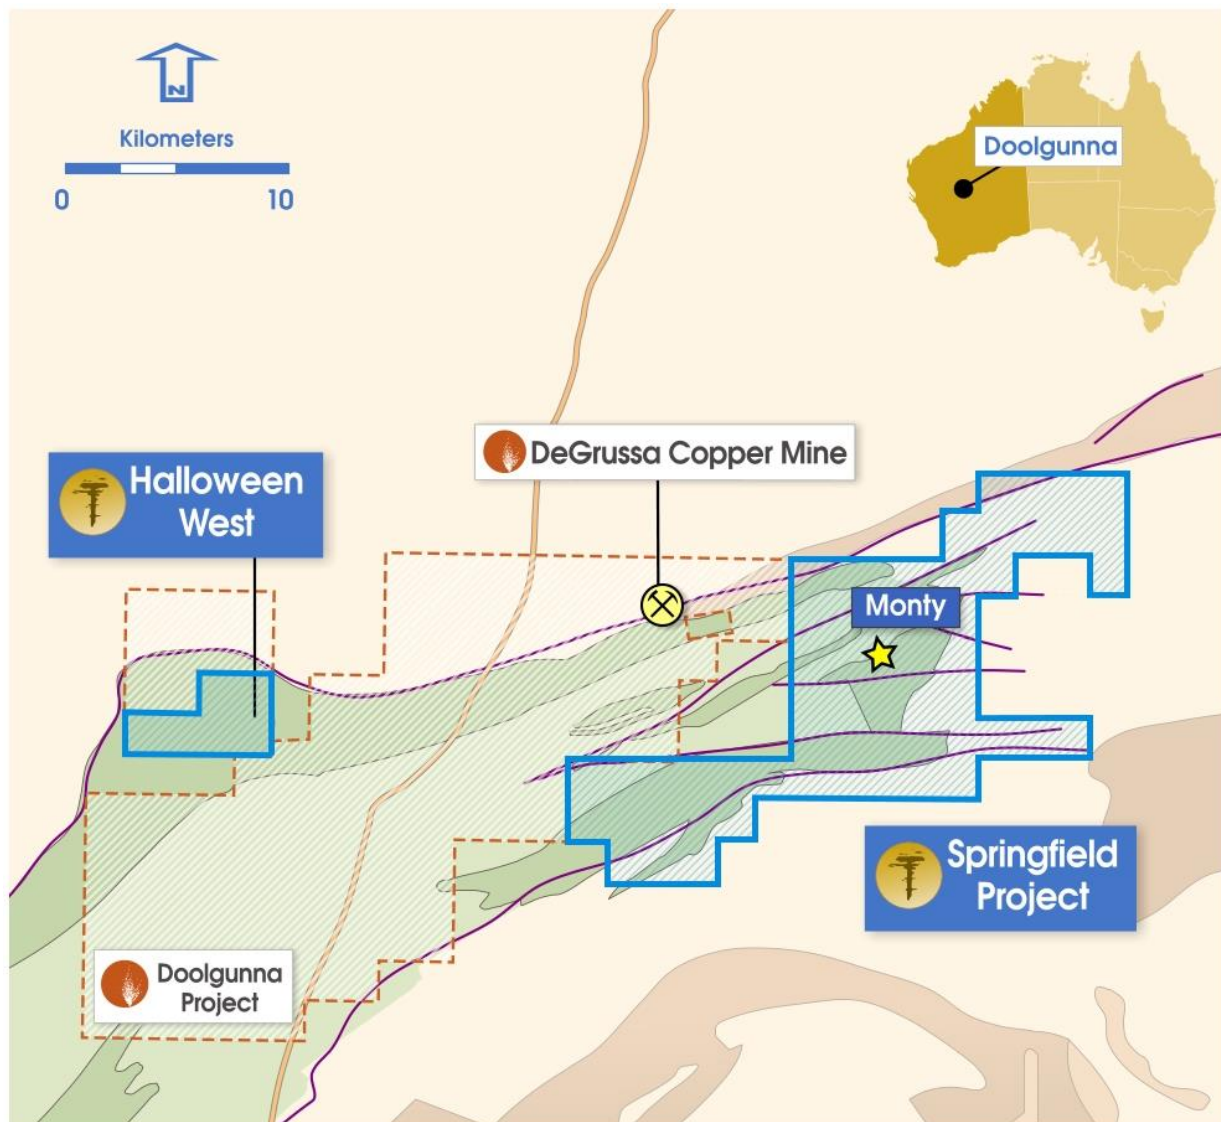 N
Kilometers
0 10
Doolgunna
DeGrussa Copper Mine
Halloween
West
Monty
Springfield
Project
Doolgunna
Project